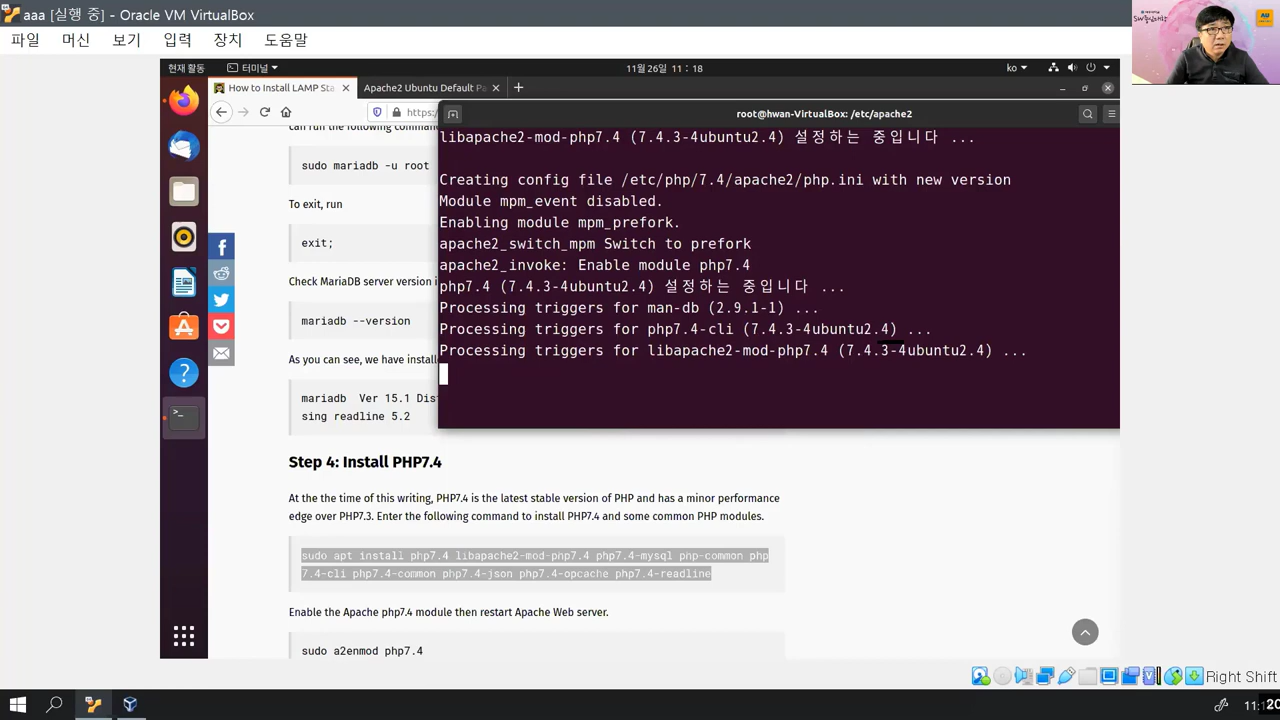 aaa [실행 중] - Oracle VM VirtualBox
파일 머신 보기 입력 장치 도움말
현재 활동 터미널 11월 26일 11 : 18 ko
How to Install LAMP Sta
Apache2 Ubuntu Default Pa
https:
can run the following comman
sudo mariadb -u root
To exit, run
exit;
Check MariaDB server version i
mariadb --version
As you can see, we have installe
mariadb Ver 15.1 Dis
sing readline 5.2
root@hwan-VirtualBox: /etc/apache2
libapache2-mod-php7.4 (7.4.3-4ubuntu2.4) 설정하는 중입니다 ...
Creating config file /etc/php/7.4/apache2/php.ini with new version
Module mpm_event disabled.
Enabling module mpm_prefork.
apache2_switch_mpm Switch to prefork
apache2_invoke: Enable module php7.4
php7.4 (7.4.3-4ubuntu2.4) 설정하는 중입니다 ...
Processing triggers for man-db (2.9.1-1) ...
Processing triggers for php7.4-cli (7.4.3-4ubuntu2.4) ...
Processing triggers for libapache2-mod-php7.4 (7.4.3-4ubuntu2.4) ...
Step 4: Install PHP7.4
At the the time of this writing, PHP7.4 is the latest stable version of PHP and has a minor performance
edge over PHP7.3. Enter the following command to install PHP7.4 and some common PHP modules.
sudo apt install php7.4 libapache2-mod-php7.4 php7.4-mysql php-common php
7.4-cli php7.4-common php7.4-json php7.4-opcache php7.4-readline
Enable the Apache php7.4 module then restart Apache Web server.
sudo a2enmod php7.4
Right Shift